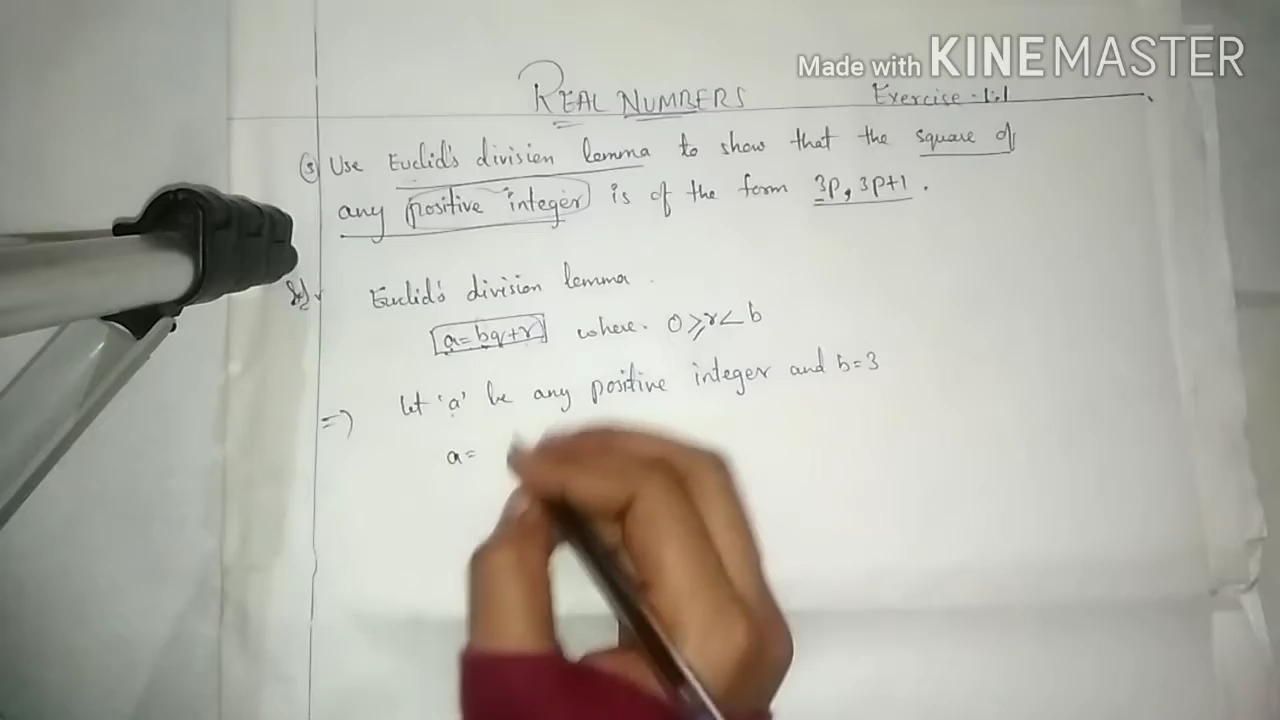 Made with KINEMASTER
REAL NUMBERS Exercise - 1.1
③ Use Euclid's division lemma to show that the square of
any positive integer is of the form 3p, 3p+1.
Sol Euclid's division lemma.
a=bq+r where. 0≥r<b
=> let 'a' be any positive integer and b=3
a=